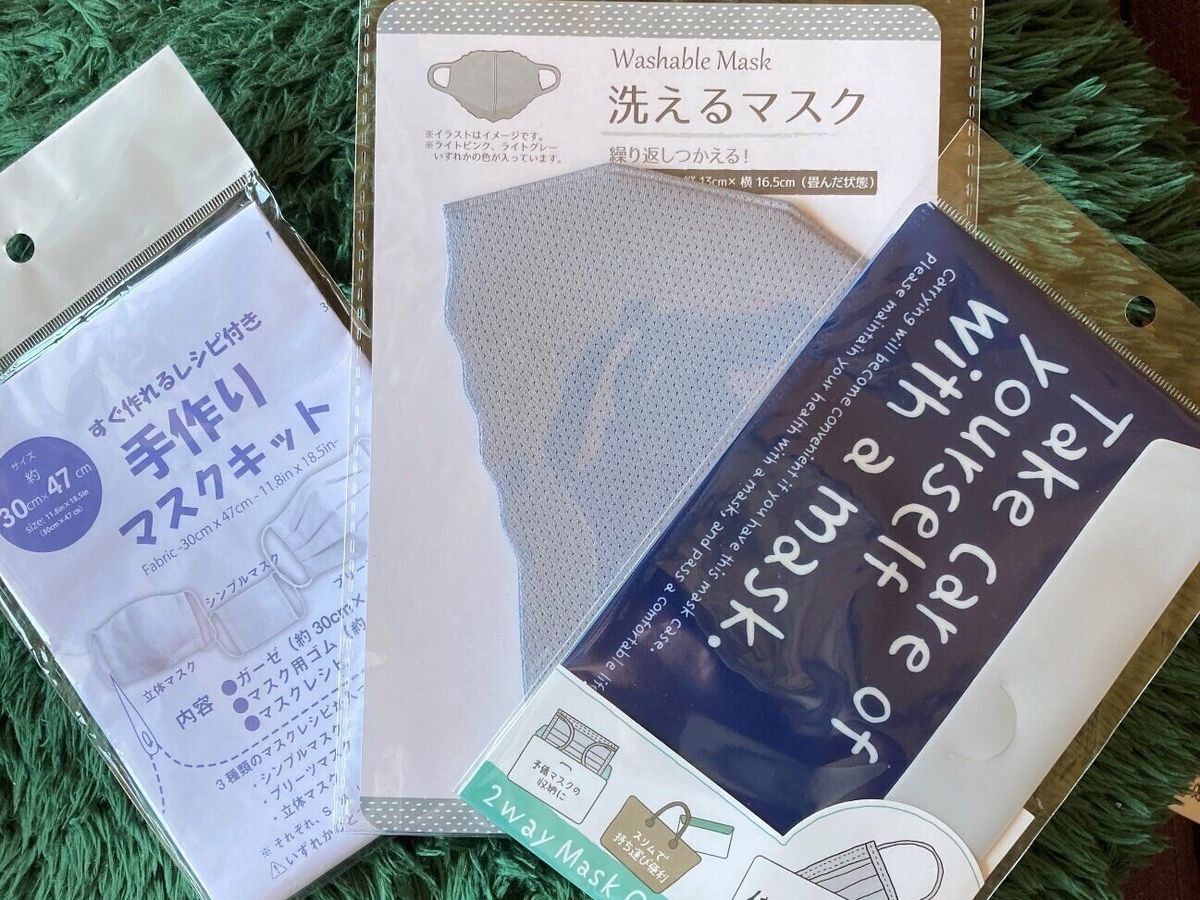 すぐ作れるレシピ付き
手作り
マスクキット
Fabric -30cm x 47cm - 11.8in x 18.5in-
サイズ
約
30cm×47cm
size: 11.8in×18.5in
(30cm×47cm)
シンプルマスク
立体マスク
内容
●ガーゼ(約30cm×
●マスク用ゴム(約
●マスクレシピ
3種類のマスクレシピが
・シンプルマスク
・プリーツマスク
・立体マスク
※それぞれ、S
いずれか
Washable Mask
洗えるマスク
※イラストはイメージです。
※ライトピンク、ライトグレー
いずれかの色が入っています。
繰り返しつかえる!
13cm× 横 16.5cm(畳んだ状態)
Take care of
yourself
with a mask.
Carrying will become convenient if you have this mask case.
Please maintain your health with a mask, and pass a comfortable life
予備マスクの
収納に
スリムで
持ち運び便利
2way Mask